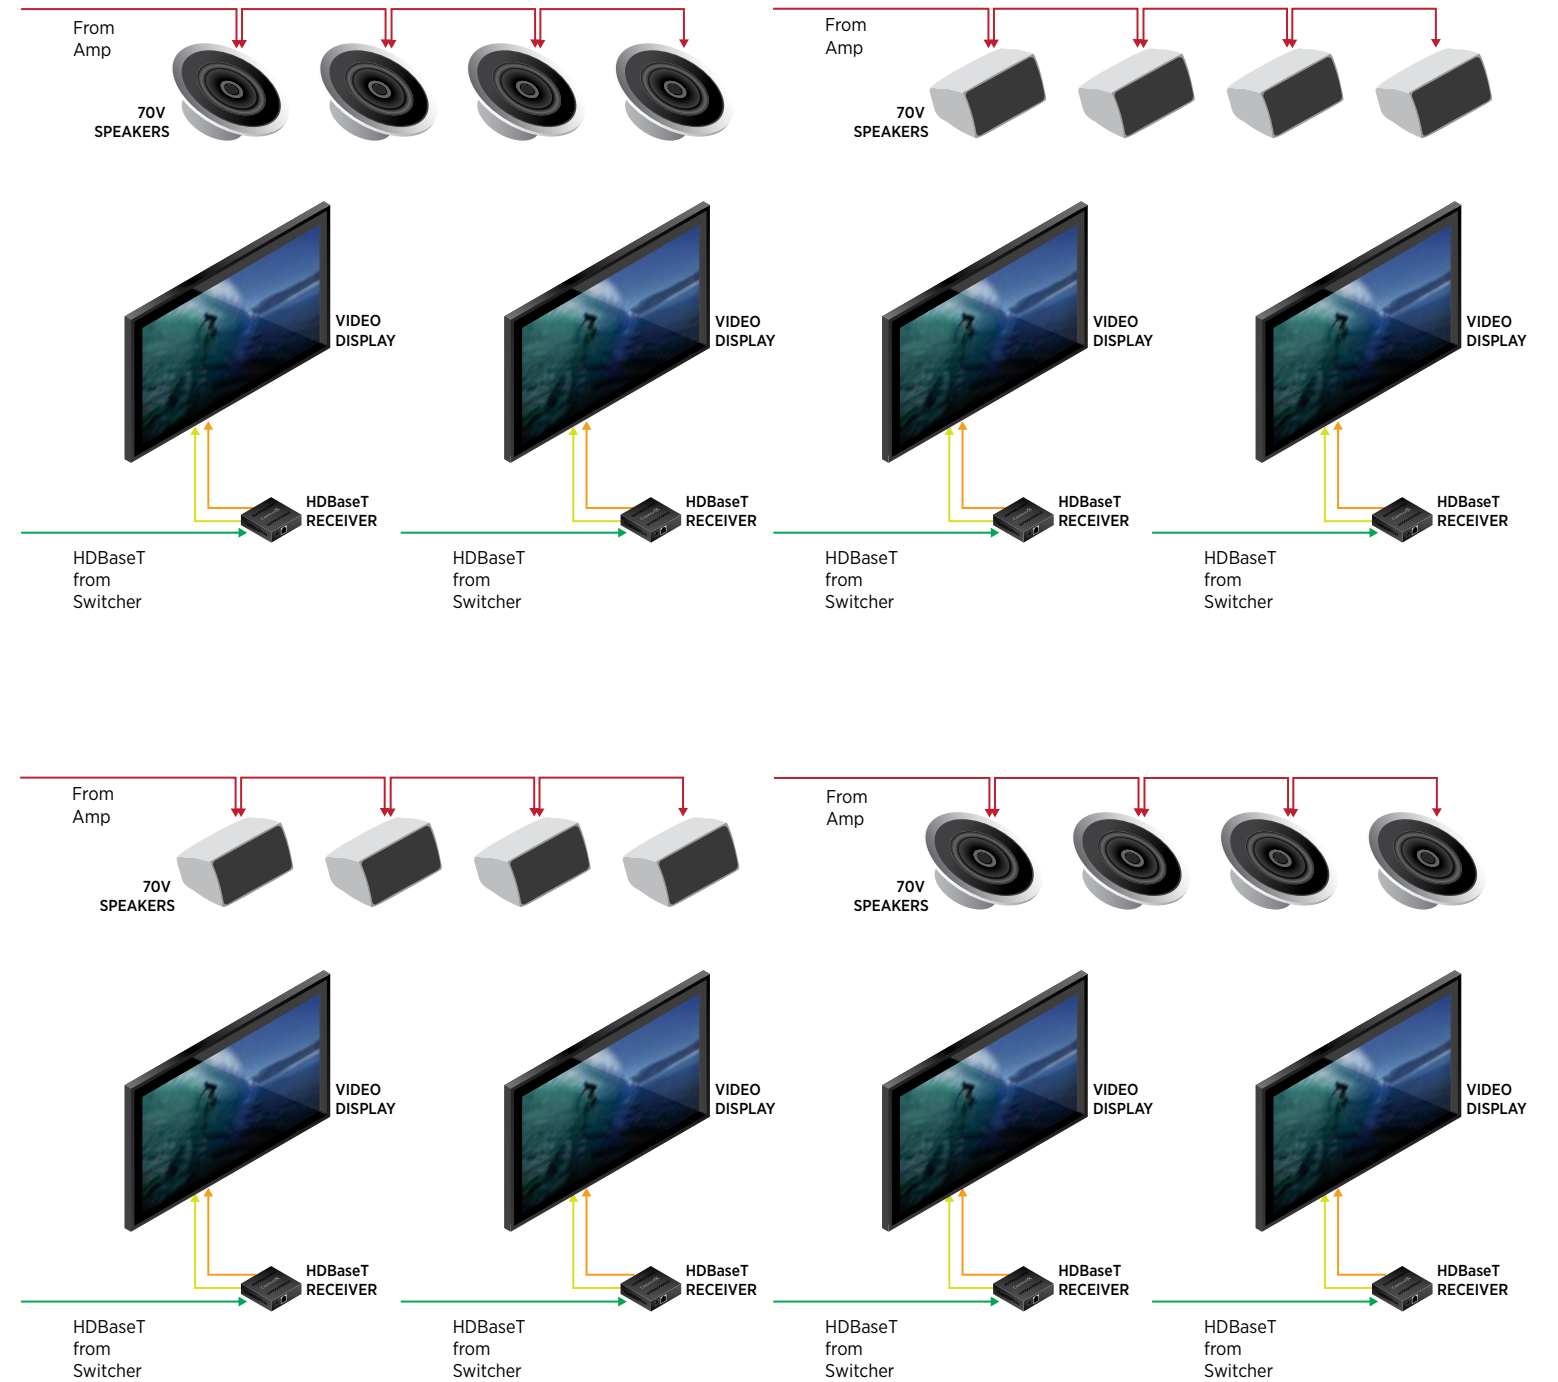 From
Amp
70V
SPEAKERS
From
Amp
70V
SPEAKERS
VIDEO
DISPLAY
VIDEO
DISPLAY
VIDEO
DISPLAY
VIDEO
DISPLAY
HDBaseT
RECEIVER
HDBaseT
RECEIVER
HDBaseT
RECEIVER
HDBaseT
RECEIVER
HDBaseT
from
Switcher
HDBaseT
from
Switcher
HDBaseT
from
Switcher
HDBaseT
from
Switcher
From
Amp
70V
SPEAKERS
From
Amp
70V
SPEAKERS
VIDEO
DISPLAY
VIDEO
DISPLAY
VIDEO
DISPLAY
VIDEO
DISPLAY
HDBaseT
RECEIVER
HDBaseT
RECEIVER
HDBaseT
RECEIVER
HDBaseT
RECEIVER
HDBaseT
from
Switcher
HDBaseT
from
Switcher
HDBaseT
from
Switcher
HDBaseT
from
Switcher